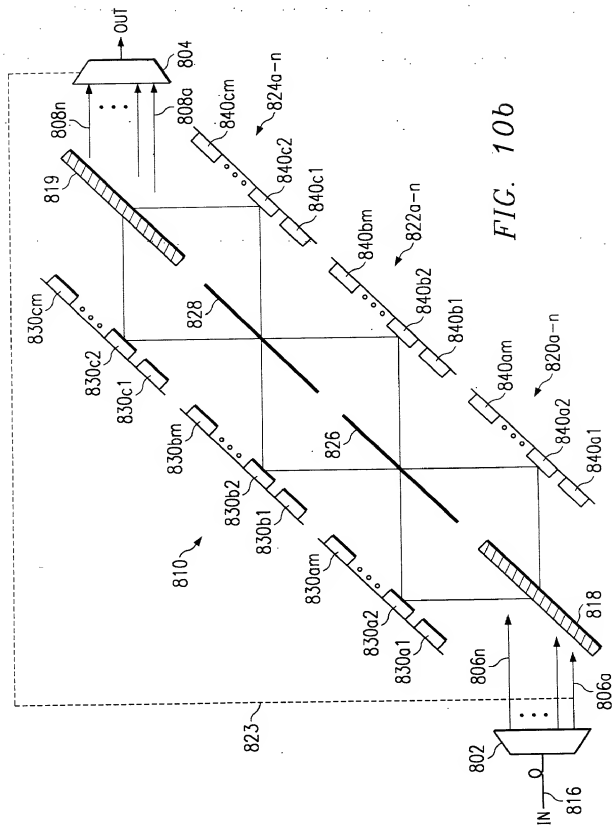 OUT
804
808n
808a
819
840cm
824a-n
840c2
840c1
828
830cm
830c2
830c1
840bm
822a-n
840b2
840b1
826
830bm
830b2
830b1
810
840am
820a-n
840a2
840a1
830am
830a2
830a1
818
806n
806a
823
802
IN
816
FIG. 10b